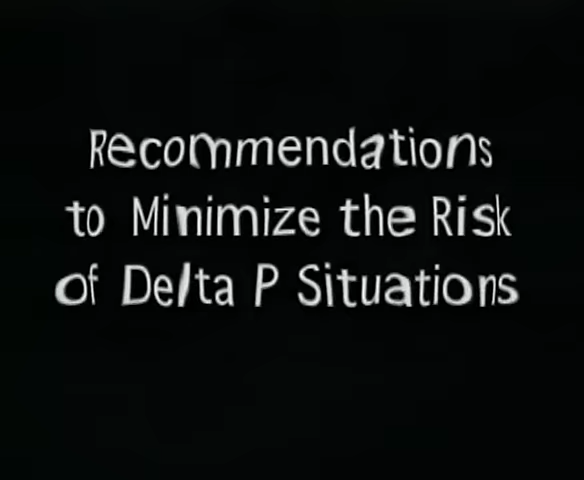 Recommendations
to Minimize the Risk
of Delta P Situations